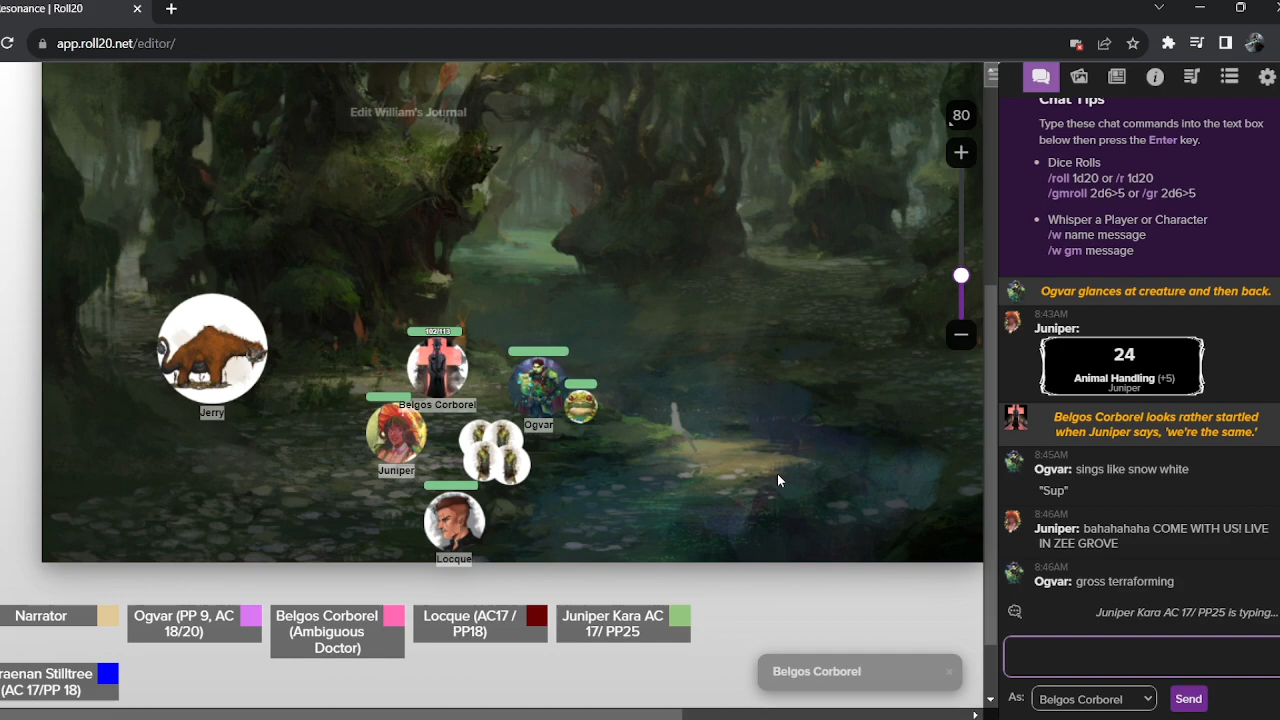 esonance | Roll20
app.roll20.net/editor/
Edit William's Journal
80
102/113
Jerry
Belgos Corborel
Ogvar
Juniper
Locque
Narrator
Ogvar (PP 9, AC
18/20)
Belgos Corborel
(Ambiguous
Doctor)
Locque (AC17 /
PP18)
Juniper Kara AC
17/ PP25
raenan Stilltree
(AC 17/PP 18)
Belgos Corborel
Chat Tips
Type these chat commands into the text box
below then press the Enter key.
Dice Rolls
/roll 1d20 or /r 1d20
/gmroll 2d6>5 or /gr 2d6>5
Whisper a Player or Character
/w name message
/w gm message
Ogvar glances at creature and then back.
8:43AM
Juniper:
24
Animal Handling (+5)
Juniper
Belgos Corborel looks rather startled
when Juniper says, 'we're the same.'
8:45AM
Ogvar: sings like snow white
"Sup"
8:46AM
Juniper: bahahahaha COME WITH US! LIVE
IN ZEE GROVE
8:46AM
Ogvar: gross terraforming
Juniper Kara AC 17/ PP25 is typing...
As:
Belgos Corborel
Send